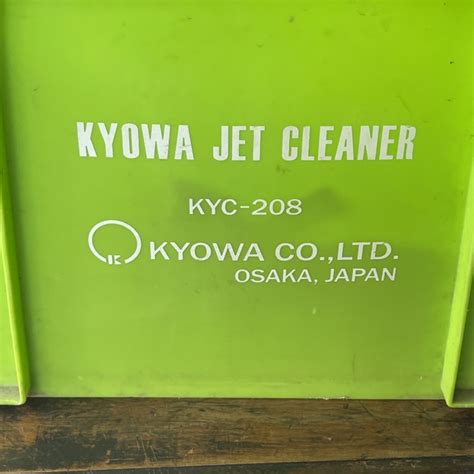 KYOWA JET CLEANER
KYC-208
K KYOWA CO.,LTD.
OSAKA, JAPAN